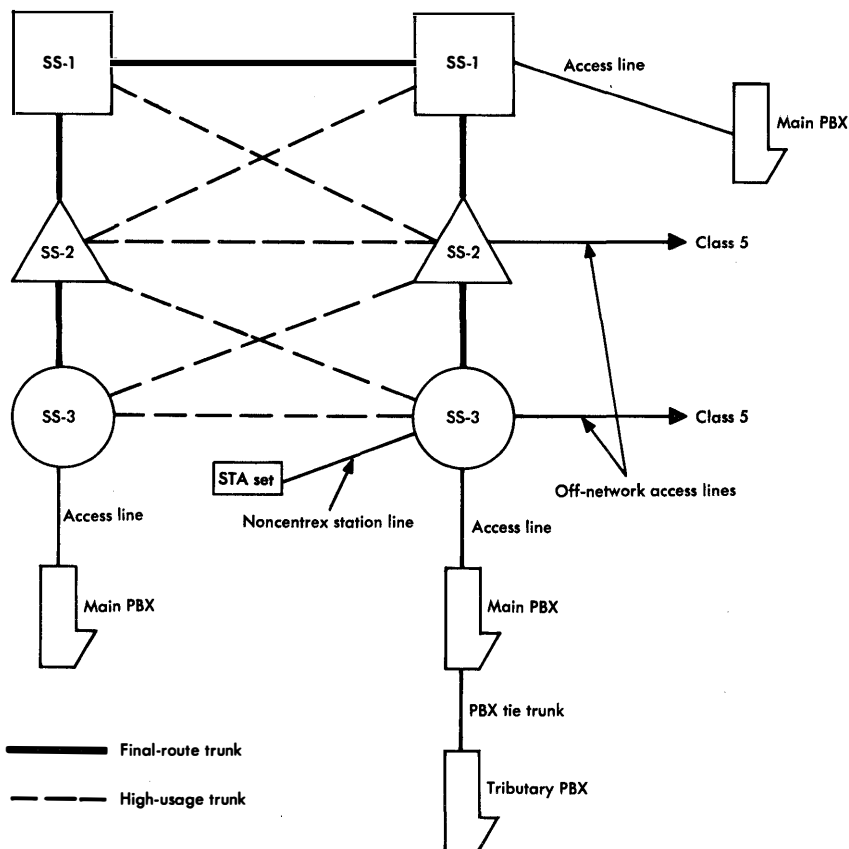 SS-1
SS-1
Access line
Main PBX
SS-2
SS-2
Class 5
SS-3
SS-3
Class 5
STA set
Off-network access lines
Noncentrex station line
Access line
Access line
Main PBX
Main PBX
PBX tie trunk
Final-route trunk
Tributary PBX
High-usage trunk